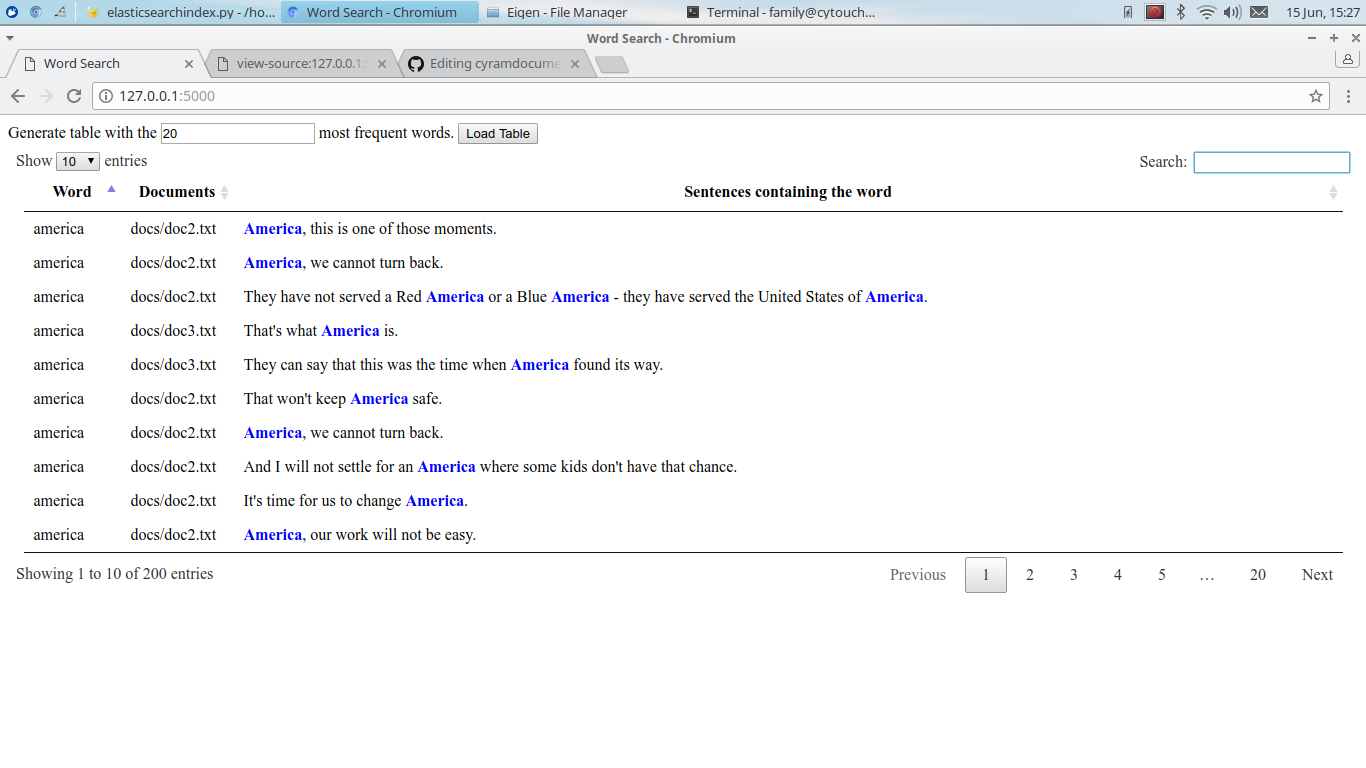 elasticsearchindex.py - /ho... Word Search - Chromium Eigen - File Manager Terminal - family@cytouch... 15 Jun, 15:27
Word Search - Chromium
Word Search view-source:127.0.0.1:5 Editing cyramdocume
127.0.0.1:5000
Generate table with the 20 most frequent words. Load Table
Show 10 entries Search:
Word Documents Sentences containing the word
america docs/doc2.txt America, this is one of those moments.
america docs/doc2.txt America, we cannot turn back.
america docs/doc2.txt They have not served a Red America or a Blue America - they have served the United States of America.
america docs/doc3.txt That's what America is.
america docs/doc3.txt They can say that this was the time when America found its way.
america docs/doc2.txt That won't keep America safe.
america docs/doc2.txt America, we cannot turn back.
america docs/doc2.txt And I will not settle for an America where some kids don't have that chance.
america docs/doc2.txt It's time for us to change America.
america docs/doc2.txt America, our work will not be easy.
Showing 1 to 10 of 200 entries Previous 1 2 3 4 5 … 20 Next